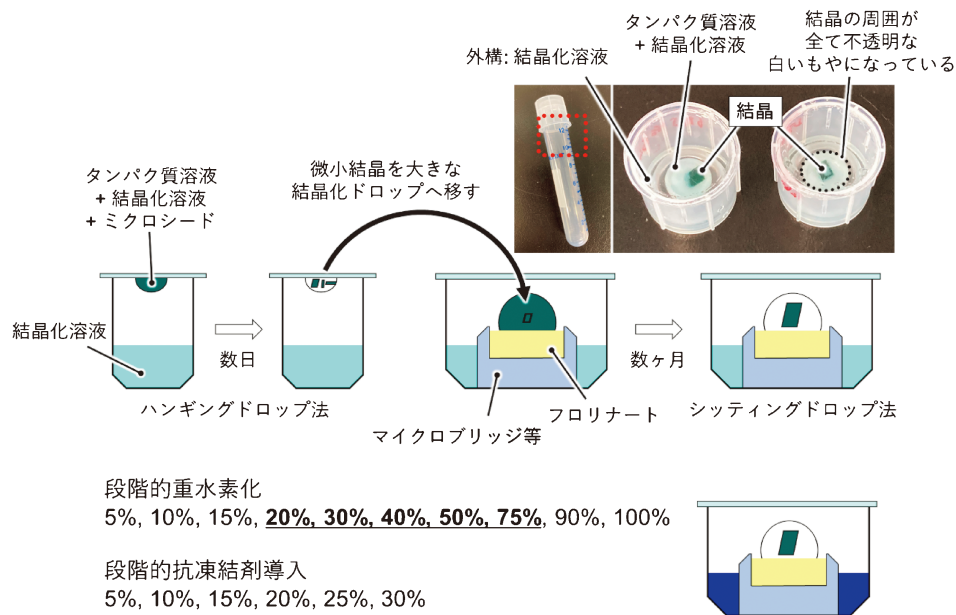 外構: 結晶化溶液
タンパク質溶液
+ 結晶化溶液
結晶の周囲が
全て不透明な
白いもやになっている
結晶
タンパク質溶液
+ 結晶化溶液
+ ミクロシード
微小結晶を大きな
結晶化ドロップへ移す
結晶化溶液
数日
数ヶ月
ハンギングドロップ法
マイクロブリッジ等
フロリナート
シッティングドロップ法
段階的重水素化
5%, 10%, 15%, 20%, 30%, 40%, 50%, 75%, 90%, 100%
段階的抗凍結剤導入
5%, 10%, 15%, 20%, 25%, 30%